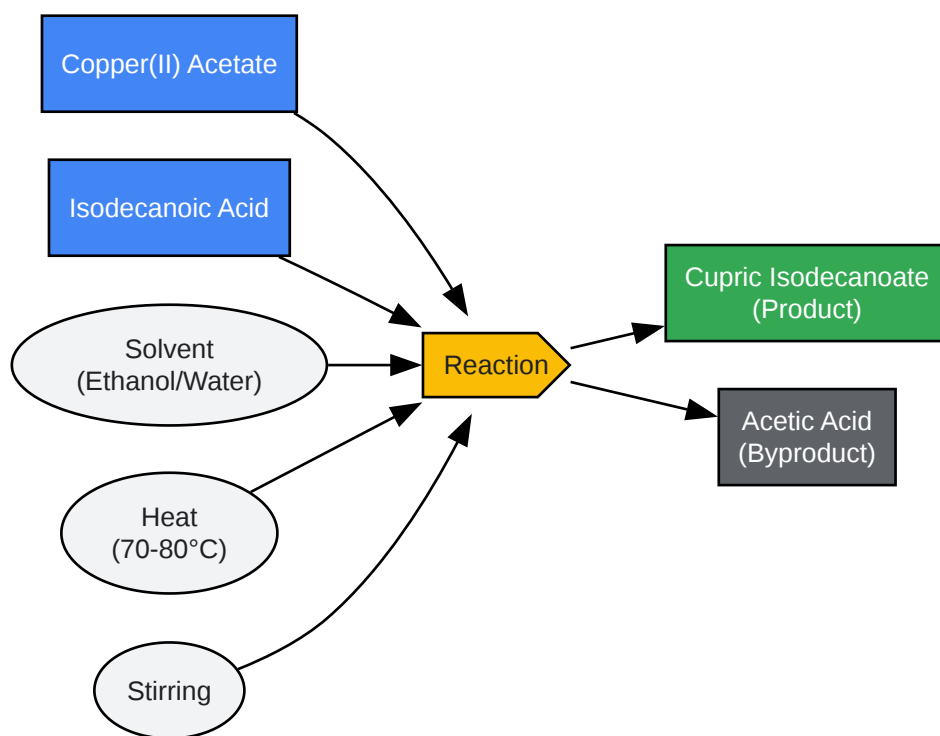 Copper(II) Acetate
Isodecanoic Acid
Solvent
(Ethanol/Water)
Heat
(70-80°C)
Stirring
Reaction
Cupric Isodecanoate
(Product)
Acetic Acid
(Byproduct)